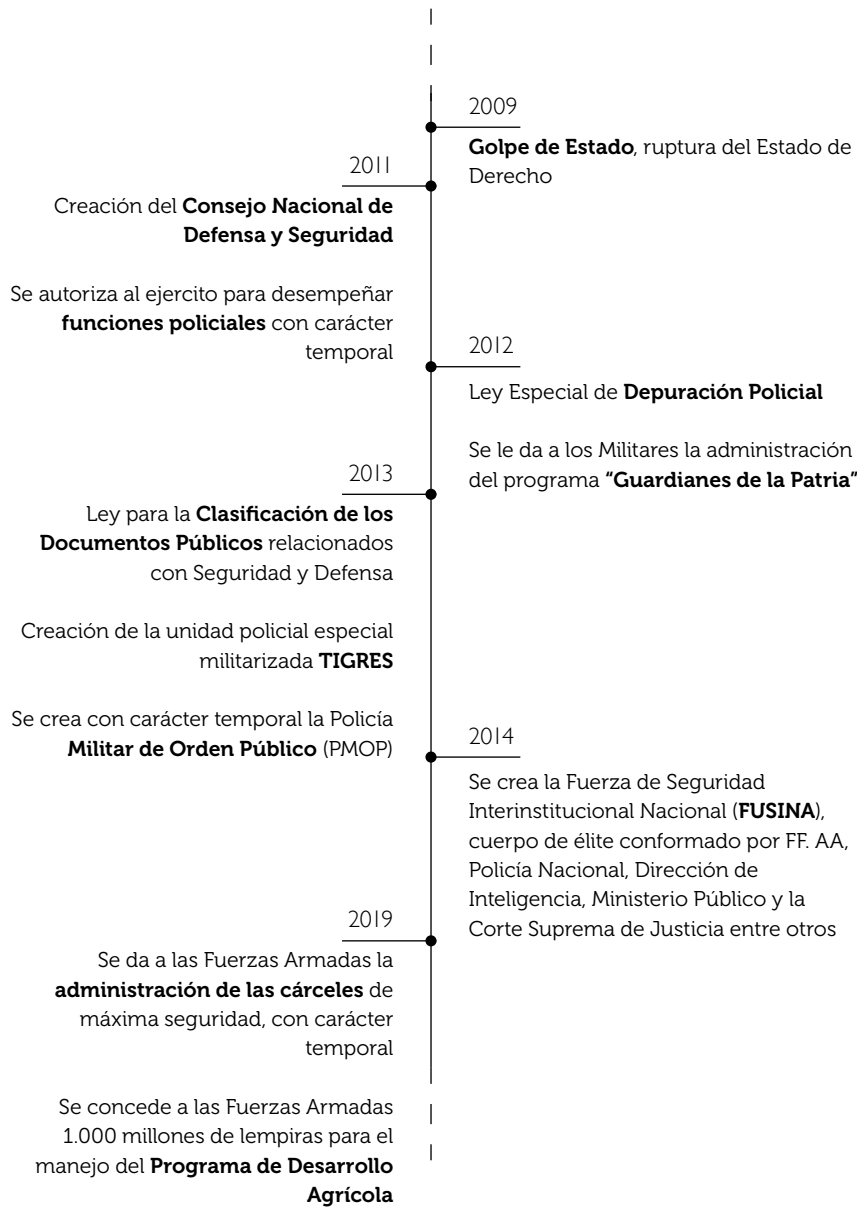 2009
Golpe de Estado, ruptura del Estado de
Derecho
2011
Creación del Consejo Nacional de
Defensa y Seguridad
Se autoriza al ejercito para desempeñar
funciones policiales con carácter
temporal
2012
Ley Especial de Depuración Policial
Se le da a los Militares la administración
del programa “Guardianes de la Patria”
2013
Ley para la Clasificación de los
Documentos Públicos relacionados
con Seguridad y Defensa
Creación de la unidad policial especial
militarizada TIGRES
Se crea con carácter temporal la Policía
Militar de Orden Público (PMOP)
2014
Se crea la Fuerza de Seguridad
Interinstitucional Nacional (FUSINA),
cuerpo de élite conformado por FF. AA,
Policía Nacional, Dirección de
Inteligencia, Ministerio Público y la
Corte Suprema de Justicia entre otros
2019
Se da a las Fuerzas Armadas la
administración de las cárceles de
máxima seguridad, con carácter
temporal
Se concede a las Fuerzas Armadas
1.000 millones de lempiras para el
manejo del Programa de Desarrollo
Agrícola